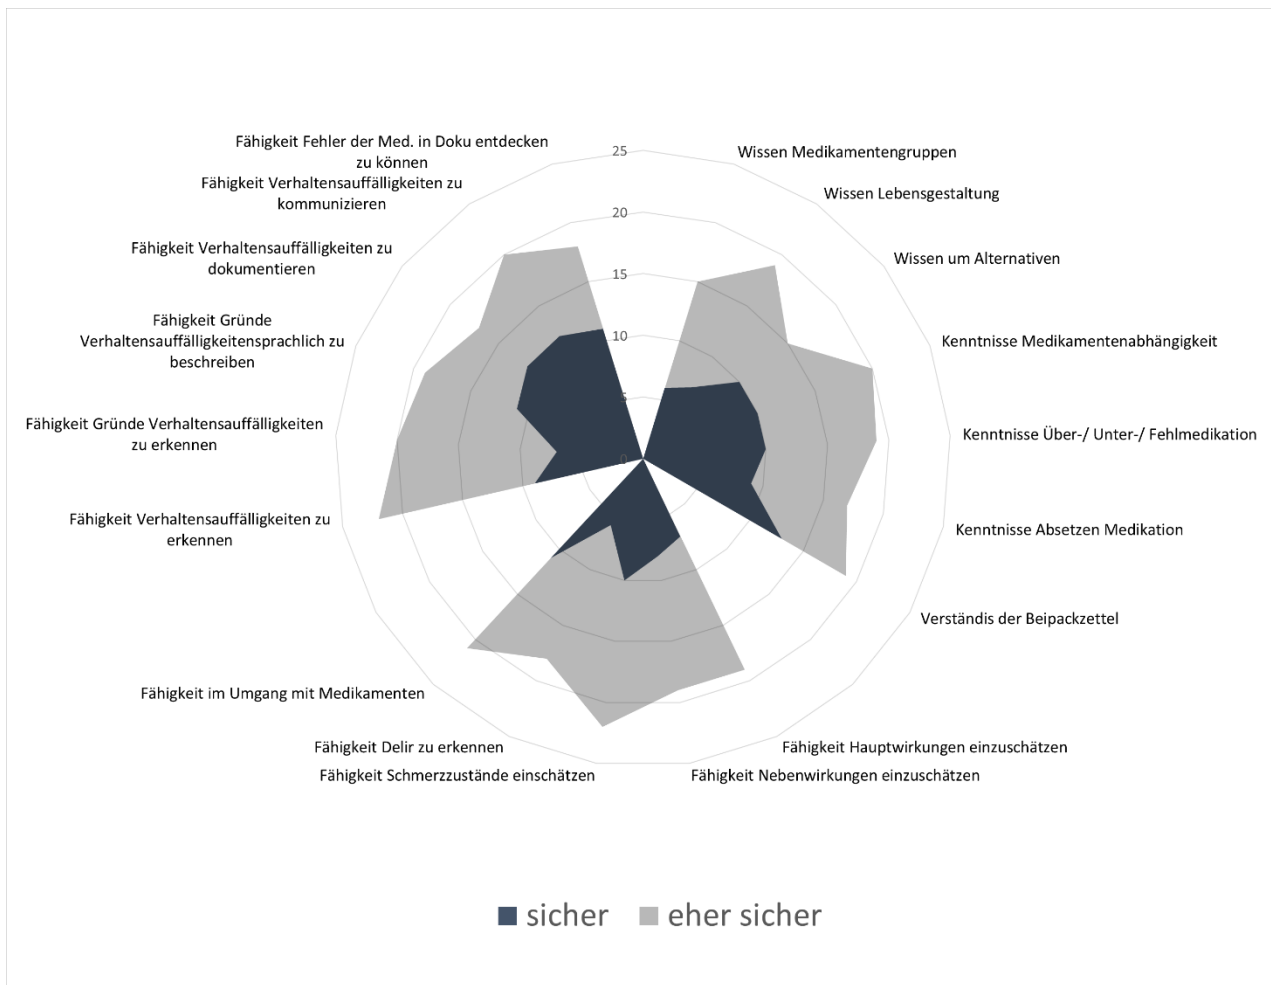 Fähigkeit Fehler der Med. in Doku entdecken
zu können
Fähigkeit Verhaltensauffälligkeiten zu
kommunizieren
Fähigkeit Verhaltensauffälligkeiten zu
dokumentieren
Fähigkeit Gründe
Verhaltensauffälligkeitensprachlich zu
beschreiben
Fähigkeit Gründe Verhaltensauffälligkeiten
zu erkennen
Fähigkeit Verhaltensauffälligkeiten zu
erkennen
Fähigkeit im Umgang mit Medikamenten
Fähigkeit Delir zu erkennen
Fähigkeit Schmerzzustände einschätzen
25
20
15
10
5
0
Wissen Medikamentengruppen
Wissen Lebensgestaltung
Wissen um Alternativen
Kenntnisse Medikamentenabhängigkeit
Kenntnisse Über-/ Unter-/ Fehlmedikation
Kenntnisse Absetzen Medikation
Verständis der Beipackzettel
Fähigkeit Hauptwirkungen einzuschätzen
Fähigkeit Nebenwirkungen einzuschätzen
sicher
eher sicher